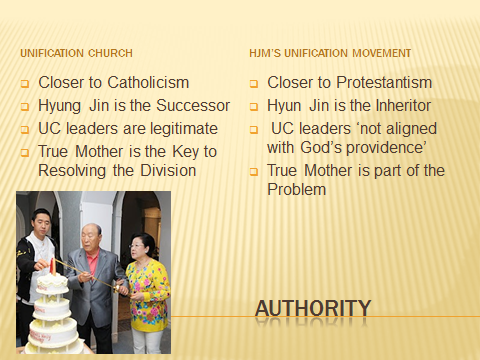 UNIFICATION CHURCH
Closer to Catholicism
Hyung Jin is the Successor
UC leaders are legitimate
True Mother is the Key to
Resolving the Division
HJM'S UNIFICATION MOVEMENT
Closer to Protestantism
Hyun Jin is the Inheritor
UC leaders ‘not aligned
with God's providence’
True Mother is part of the
Problem
AUTHORITY